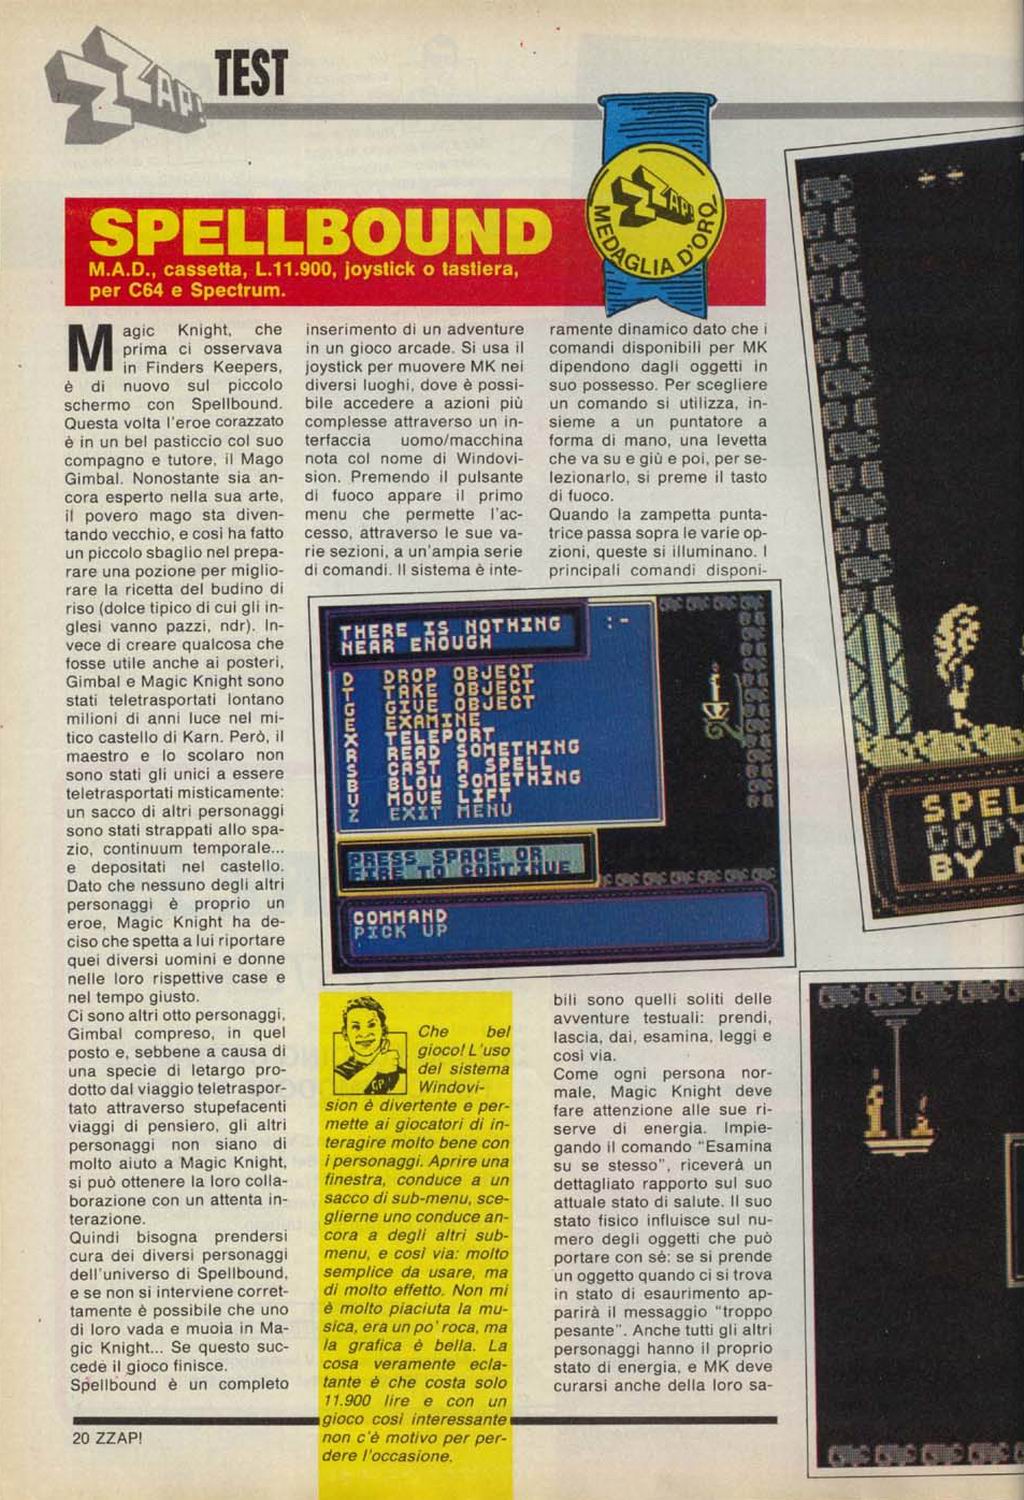 ZZAP!
TEST
SPELLBOUND
M.A.D., cassetta, L.11.900, joystick o tastiera,
per C64 e Spectrum.
ZZAP!
MEDAGLIA D'ORO
Magic Knight, che
prima ci osservava
in Finders Keepers,
è di nuovo sul piccolo
schermo con Spellbound.
Questa volta l'eroe corazzato
è in un bel pasticcio col suo
compagno e tutore, il Mago
Gimbal. Nonostante sia an-
cora esperto nella sua arte,
il povero mago sta diven-
tando vecchio, e così ha fatto
un piccolo sbaglio nel prepa-
rare una pozione per miglio-
rare la ricetta del budino di
riso (dolce tipico di cui gli in-
glesi vanno pazzi, ndr). In-
vece di creare qualcosa che
fosse utile anche ai posteri,
Gimbal e Magic Knight sono
stati teletrasportati lontano
milioni di anni luce nel mi-
tico castello di Karn. Però, il
maestro e lo scolaro non
sono stati gli unici a essere
teletrasportati misticamente:
un sacco di altri personaggi
sono stati strappati allo spa-
zio, continuum temporale...
e depositati nel castello.
Dato che nessuno degli altri
personaggi è proprio un
eroe, Magic Knight ha de-
ciso che spetta a lui riportare
quei diversi uomini e donne
nelle loro rispettive case e
nel tempo giusto.
Ci sono altri otto personaggi,
Gimbal compreso, in quel
posto e, sebbene a causa di
una specie di letargo pro-
dotto dal viaggio teletraspor-
tato attraverso stupefacenti
viaggi di pensiero, gli altri
personaggi non siano di
molto aiuto a Magic Knight,
si può ottenere la loro colla-
borazione con un attenta in-
terazione.
Quindi bisogna prendersi
cura dei diversi personaggi
dell'universo di Spellbound,
e se non si interviene corret-
tamente è possibile che uno
di loro vada e muoia in Ma-
gic Knight... Se questo suc-
cede il gioco finisce.
Spellbound è un completo
inserimento di un adventure
in un gioco arcade. Si usa il
joystick per muovere MK nei
diversi luoghi, dove è possi-
bile accedere a azioni più
complesse attraverso un in-
terfaccia uomo/macchina
nota col nome di Windovi-
sion. Premendo il pulsante
di fuoco appare il primo
menu che permette l'ac-
cesso, attraverso le sue va-
rie sezioni, a un'ampia serie
di comandi. Il sistema è inte-
ramente dinamico dato che i
comandi disponibili per MK
dipendono dagli oggetti in
suo possesso. Per scegliere
un comando si utilizza, in-
sieme a un puntatore a
forma di mano, una levetta
che va su e giù e poi, per se-
lezionarlo, si preme il tasto
di fuoco.
Quando la zampetta punta-
trice passa sopra le varie op-
zioni, queste si illuminano. I
principali comandi disponi-
THERE IS NOTHING :-
NEAR ENOUGH
D DROP OBJECT
T TAKE OBJECT
G GIVE OBJECT
E EXAMINE
X TELEPORT
R READ SOMETHING
S CAST A SPELL
B BLOW SOMETHING
V MOVE LIFT
Z EXIT MENU
PRESS SPACE OR
FIRE TO CONTINUE
COMMAND
PICK UP
GP
Che bel
gioco! L'uso
del sistema
Windovi-
sion è divertente e per-
mette ai giocatori di in-
teragire molto bene con
i personaggi. Aprire una
finestra, conduce a un
sacco di sub-menu, sce-
glierne uno conduce an-
cora a degli altri sub-
menu, e così via: molto
semplice da usare, ma
di molto effetto. Non mi
è molto piaciuta la mu-
sica, era un po' roca, ma
la grafica è bella. La
cosa veramente ecla-
tante è che costa solo
11.900 lire e con un
gioco così interessante
non c'è motivo per per-
dere l'occasione.
bili sono quelli soliti delle
avventure testuali: prendi,
lascia, dai, esamina, leggi e
così via.
Come ogni persona nor-
male, Magic Knight deve
fare attenzione alle sue ri-
serve di energia. Impie-
gando il comando "Esamina
su se stesso", riceverà un
dettagliato rapporto sul suo
attuale stato di salute. Il suo
stato fisico influisce sul nu-
mero degli oggetti che può
portare con sè: se si prende
un oggetto quando ci si trova
in stato di esaurimento ap-
parirà il messaggio "troppo
pesante". Anche tutti gli altri
personaggi hanno il proprio
stato di energia, e MK deve
curarsi anche della loro sa-
SPEL
COPY
BY D
20 ZZAP!